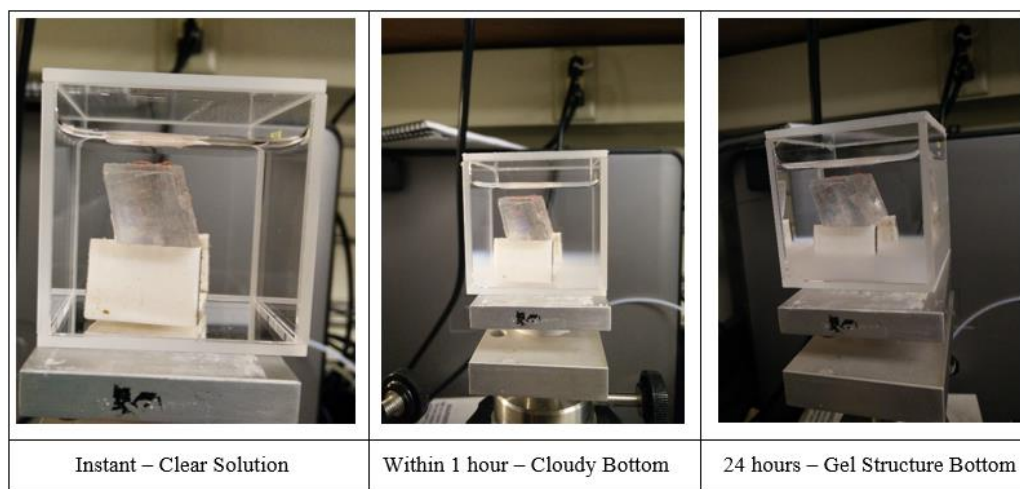 Instant – Clear Solution
Within 1 hour – Cloudy Bottom
24 hours – Gel Structure Bottom